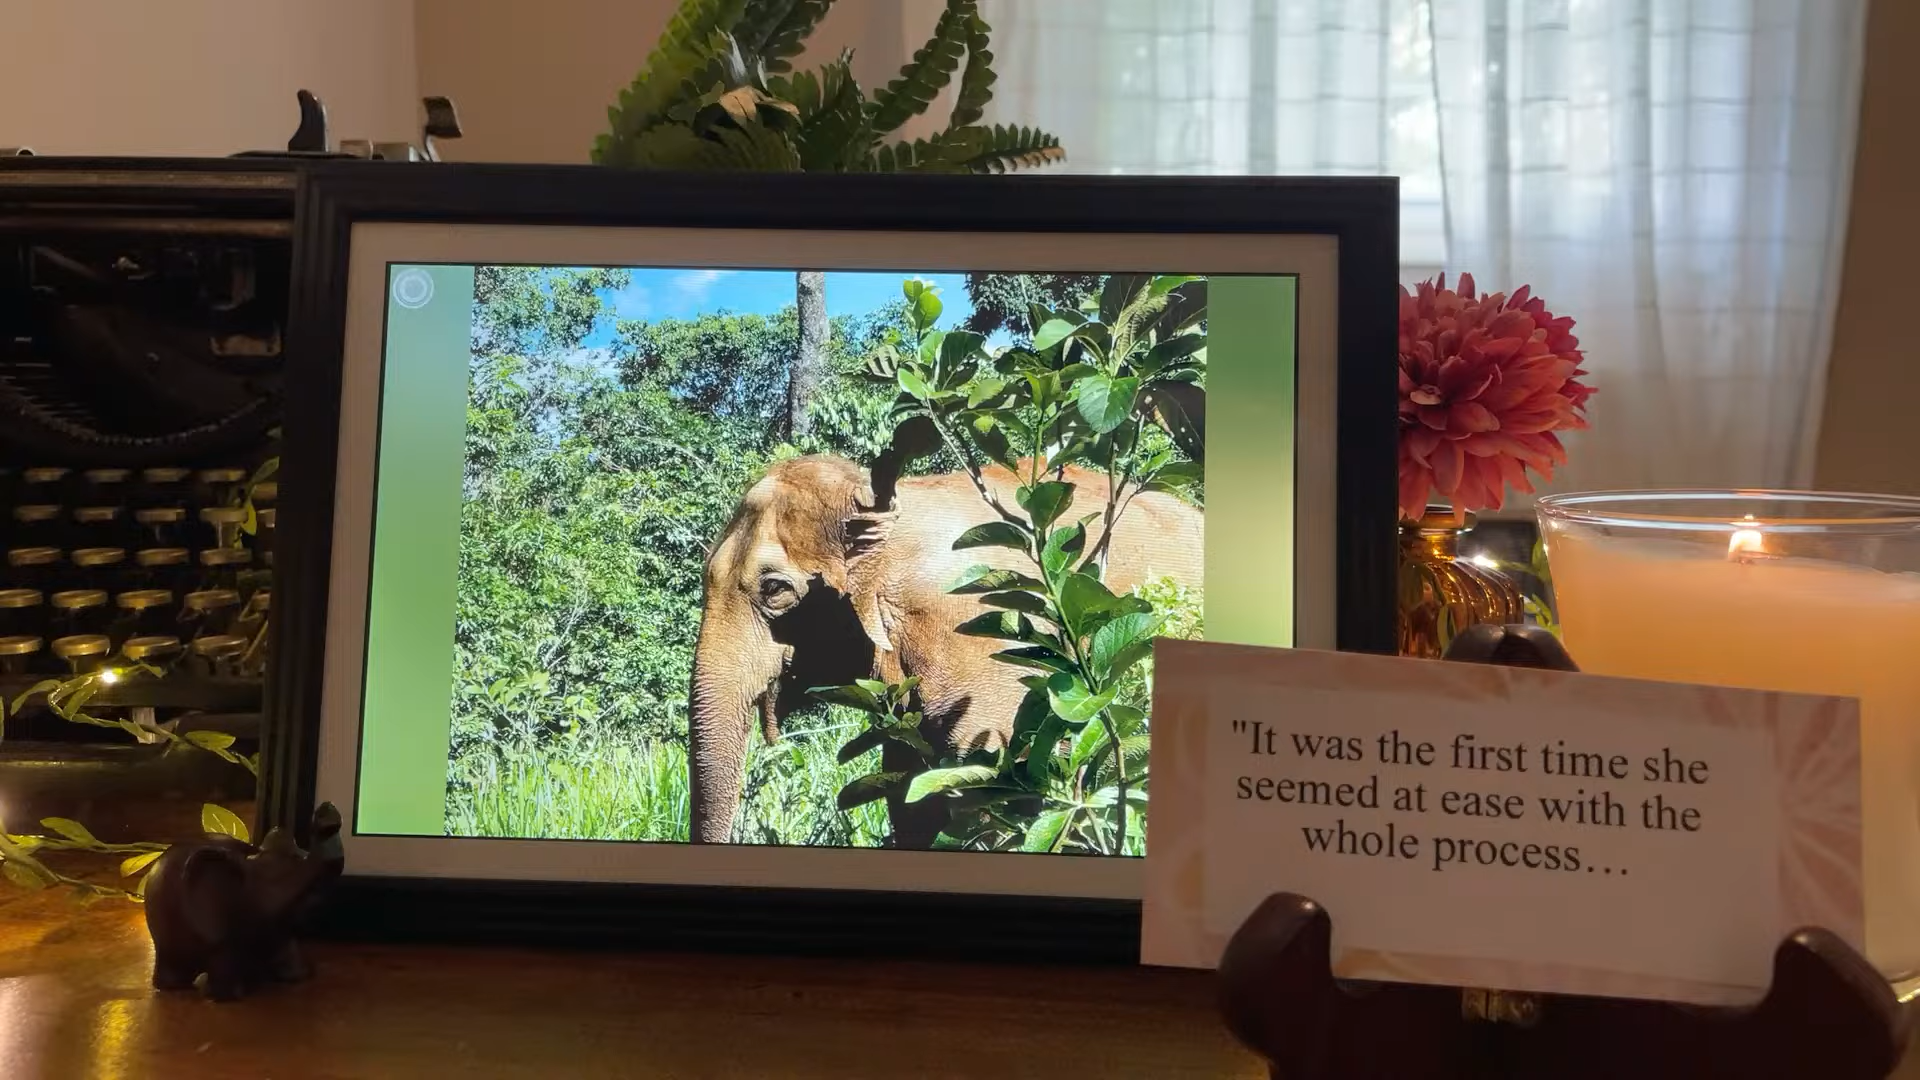 "It was the first time she
seemed at ease with the
whole process…